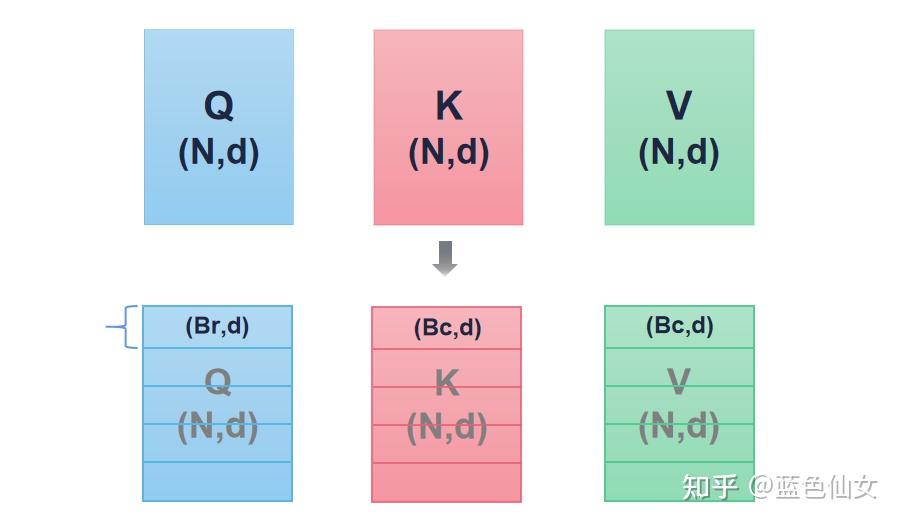 Q
(N,d)
K
(N,d)
V
(N,d)
(Br,d)
Q
(N,d)
(Bc,d)
K
(N,d)
(Bc,d)
V
(N,d)
知乎 @蓝色仙女